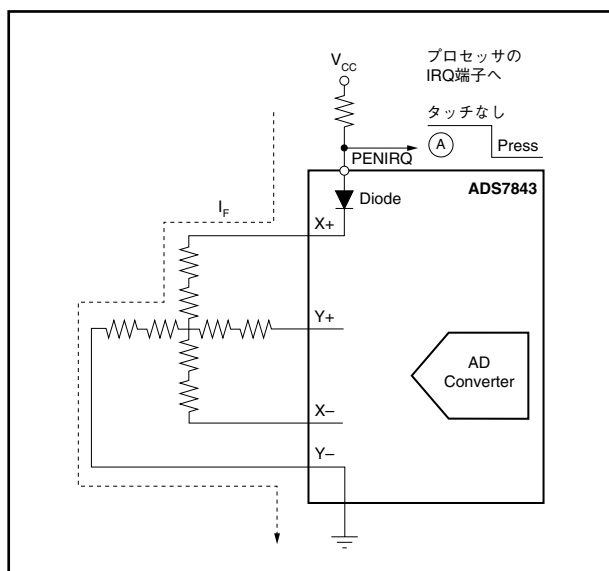 プロセッサの
IRQ端子へ
V_CC
タッチなし
A
Press
PENIRQ
ADS7843
Diode
I_F
X+
Y+
AD
Converter
X–
Y–